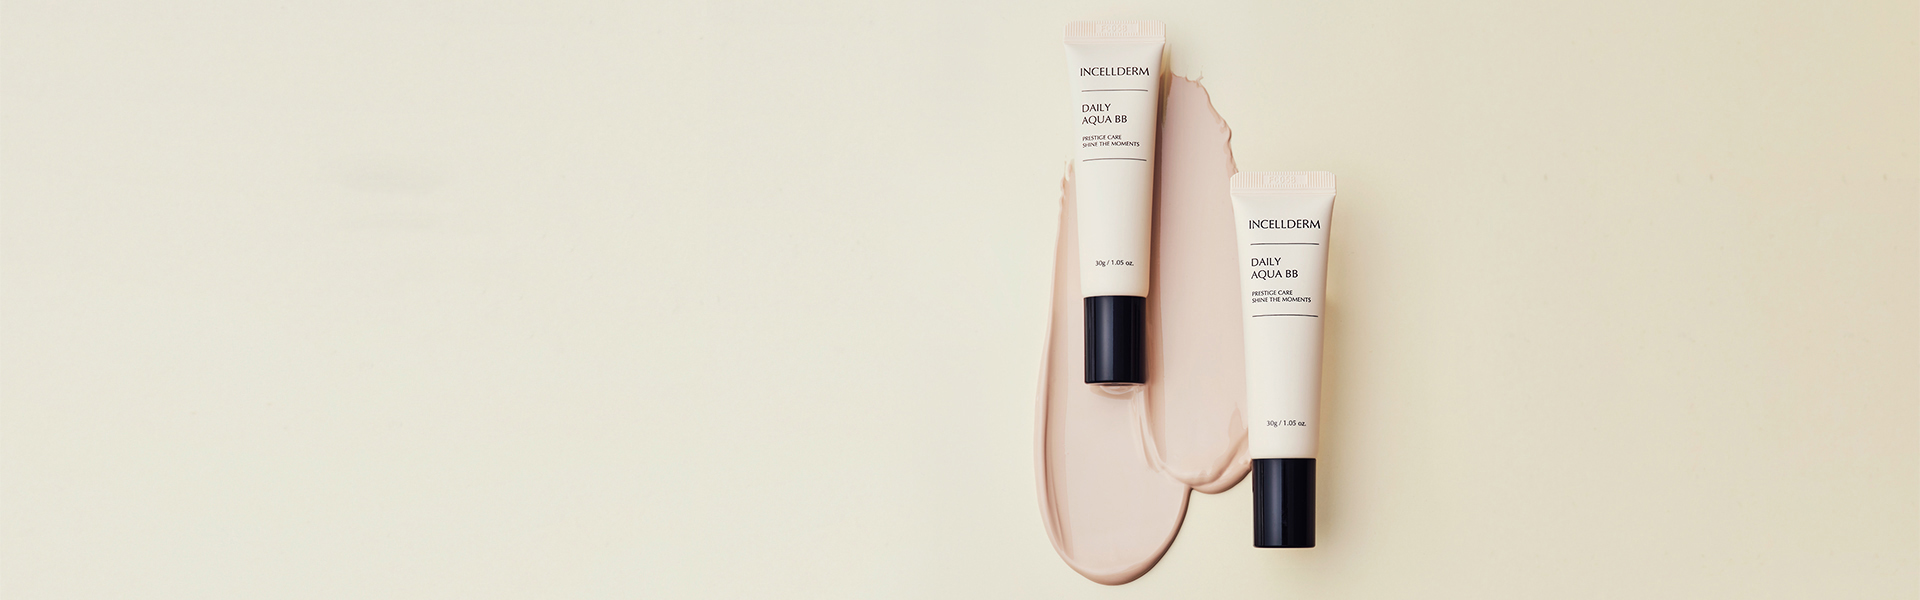 INCELLDERM
DAILY
AQUA BB
PRESTIGE CARE
SHINE THE MOMENTS
30g / 1.05 oz.
INCELLDERM
DAILY
AQUA BB
PRESTIGE CARE
SHINE THE MOMENTS
30g / 1.05 oz.